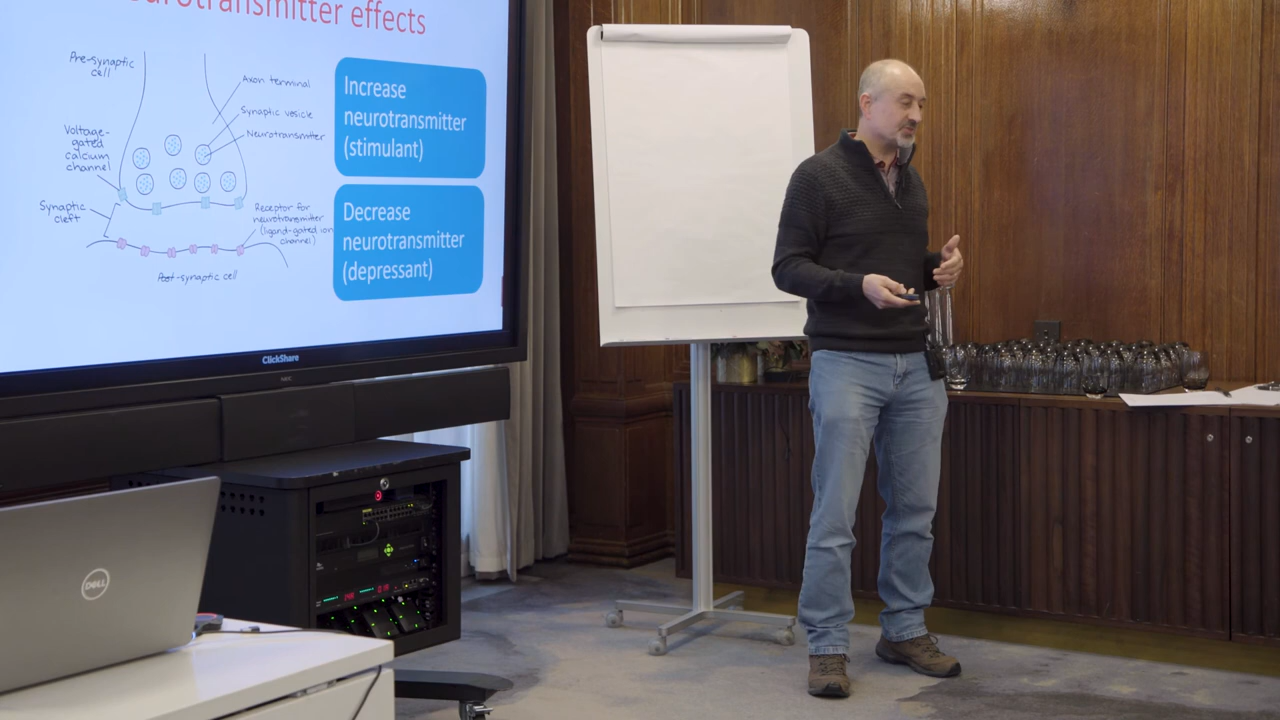 eurotransmitter effects
Pre-synaptic
cell
Axon terminal
Synaptic vesicle
Neurotransmitter
Voltage-
gated
calcium
channel
Synaptic
cleft
Receptor for
neurotransmitter
(ligand-gated ion
channel)
Post-synaptic cell
Increase
neurotransmitter
(stimulant)
Decrease
neurotransmitter
(depressant)
ClickShare
NEC
DELL